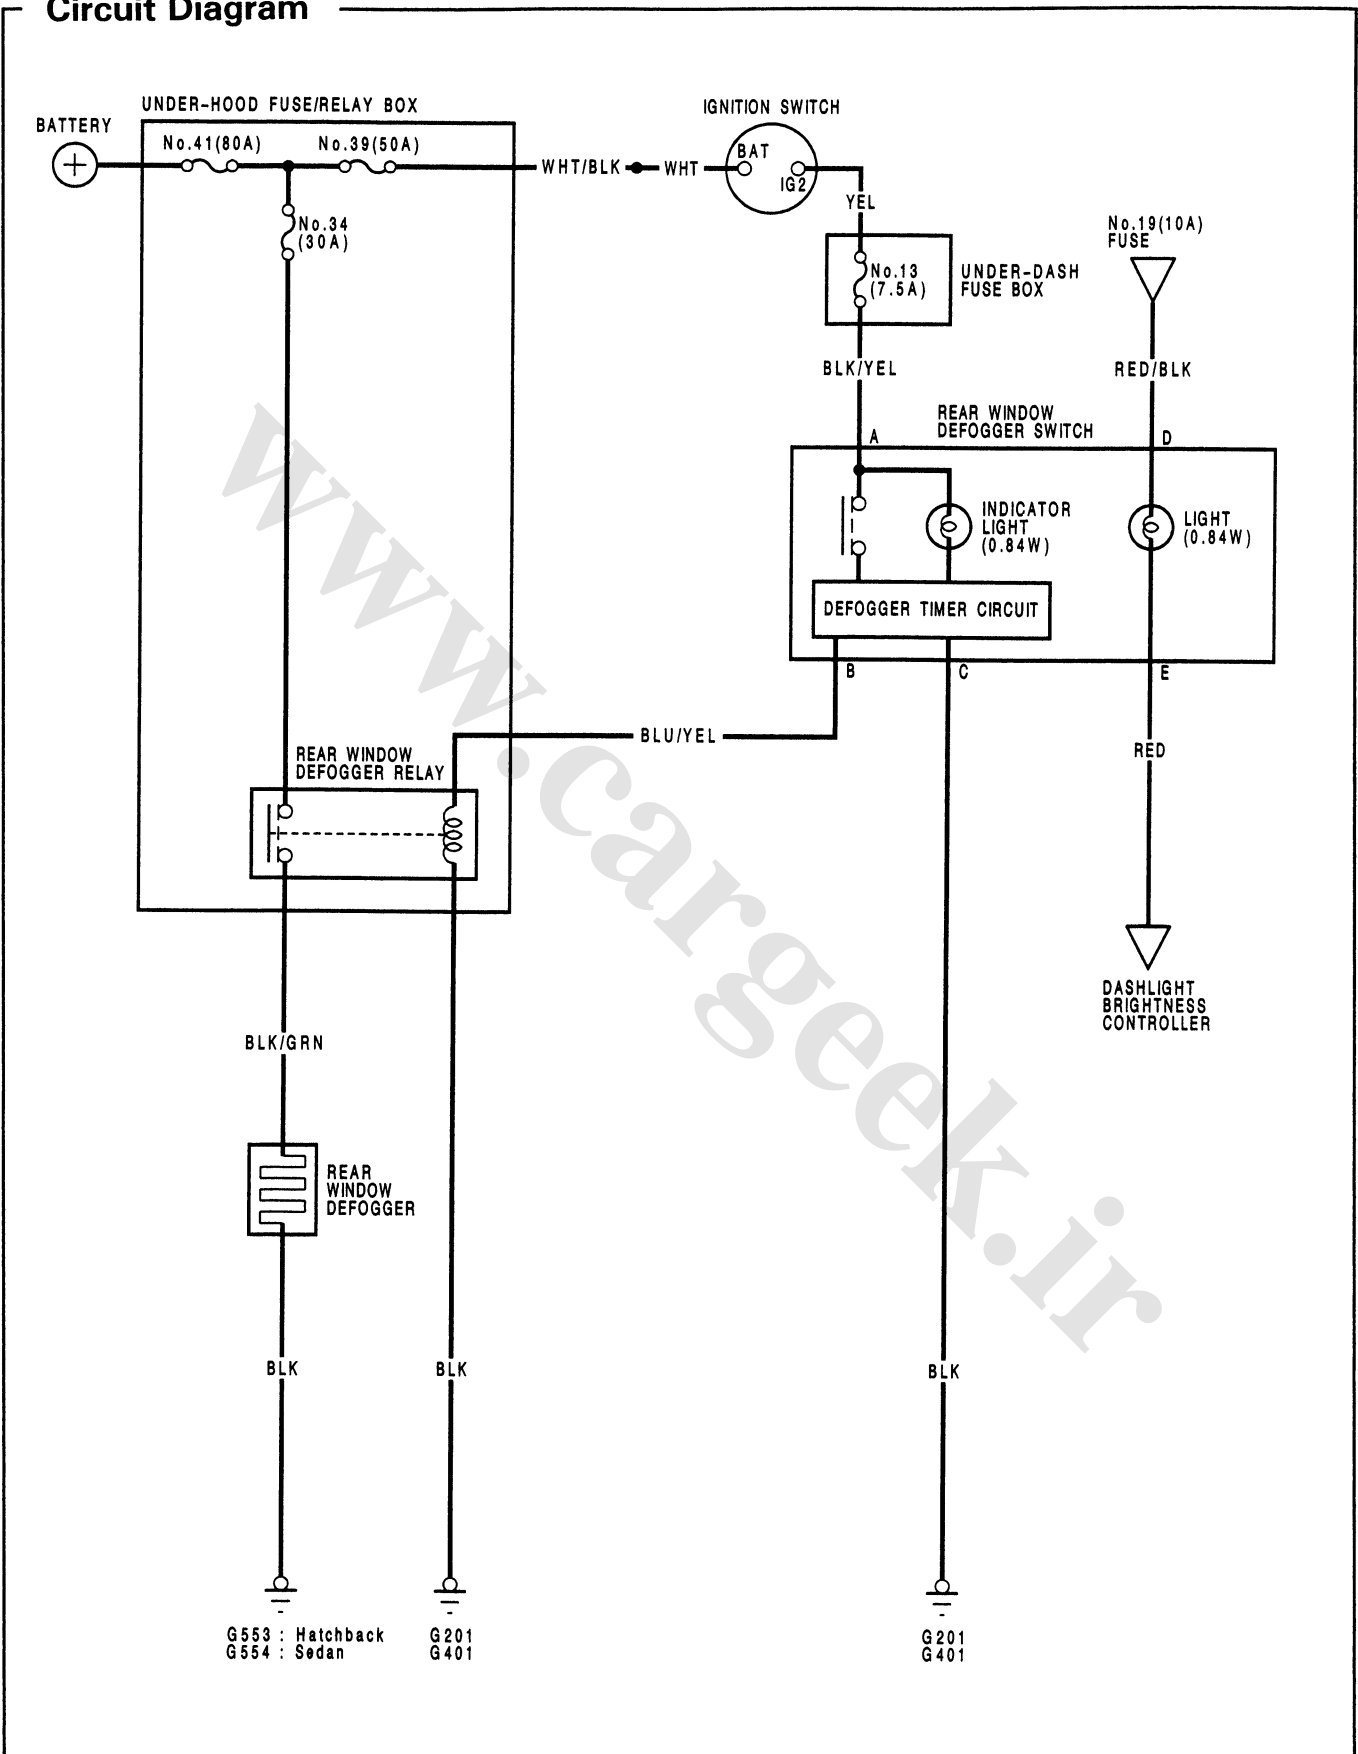 Circuit Diagram
UNDER-HOOD FUSE/RELAY BOX
IGNITION SWITCH
BATTERY
No.41(80A)
No.39(50A)
BAT
IG2
WHT/BLK
WHT
YEL
No.34
(30A)
No.19(10A)
FUSE
No.13
(7.5A)
UNDER-DASH
FUSE BOX
BLK/YEL
RED/BLK
REAR WINDOW
DEFOGGER SWITCH
A
D
INDICATOR
LIGHT
(0.84W)
LIGHT
(0.84W)
DEFOGGER TIMER CIRCUIT
B
C
E
BLU/YEL
RED
REAR WINDOW
DEFOGGER RELAY
DASHLIGHT
BRIGHTNESS
CONTROLLER
BLK/GRN
REAR
WINDOW
DEFOGGER
BLK
BLK
BLK
G553 : Hatchback
G554 : Sedan
G201
G401
G201
G401
www.cargeek.ir